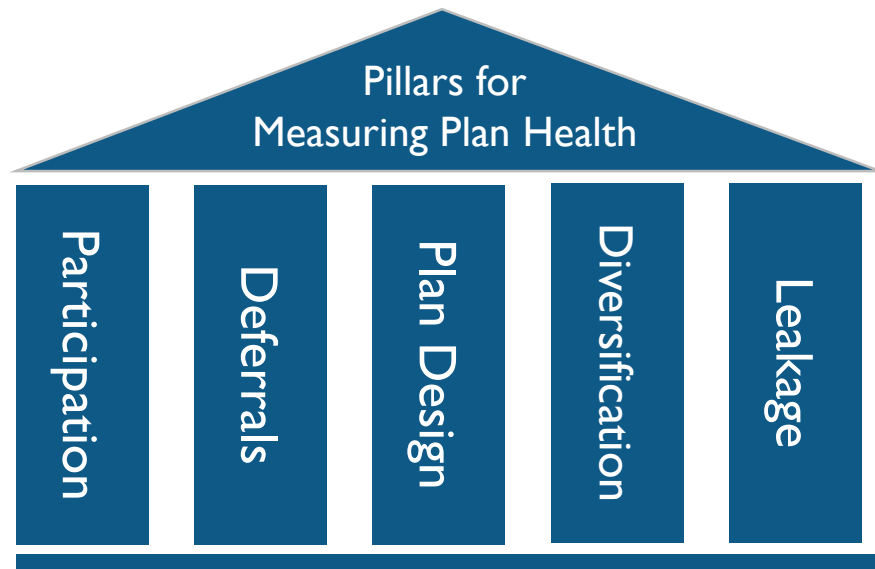 Pillars for
Measuring Plan Health
Participation
Deferrals
Plan Design
Diversification
Leakage